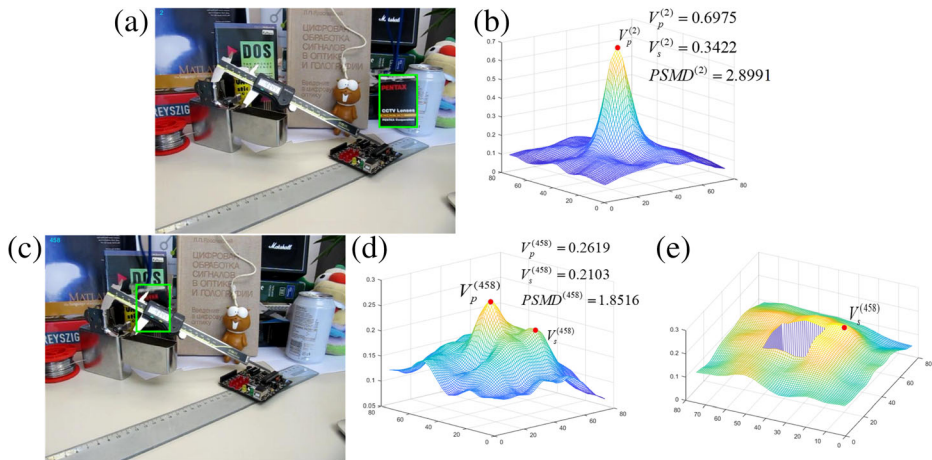 (a)
2
MATLAB
DOS
REYSZIG
ЦИФРОВАЯ
ОБРАБОТКА
СИГНАЛОВ
В ОПТИКЕ
И ГОЛОГРАФИИ
PENTAX
CCTV Lenses
(b)
V_p^(2)
V_p^(2) = 0.6975
V_s^(2) = 0.3422
PSMD^(2) = 2.8991
0.7
0.6
0.5
0.4
0.3
0.2
0.1
0
80
60
40
20
0
0
20
40
60
80
(c)
458
DOS
REYSZIG
Marshall
ЦИФРОВАЯ
ОБРАБОТКА
СИГНАЛОВ
В ОПТИКЕ
И ГОЛОГРАФИИ
(d)
V_p^(458) = 0.2619
V_s^(458) = 0.2103
PSMD^(458) = 1.8516
V_p^(458)
V_s^(458)
0.3
0.25
0.2
0.15
0.1
0.05
80
60
40
20
0
0
20
40
60
80
(e)
V_s^(458)
0.3
0.2
0.1
0
80
70
60
50
40
30
20
10
0
0
20
40
60
80